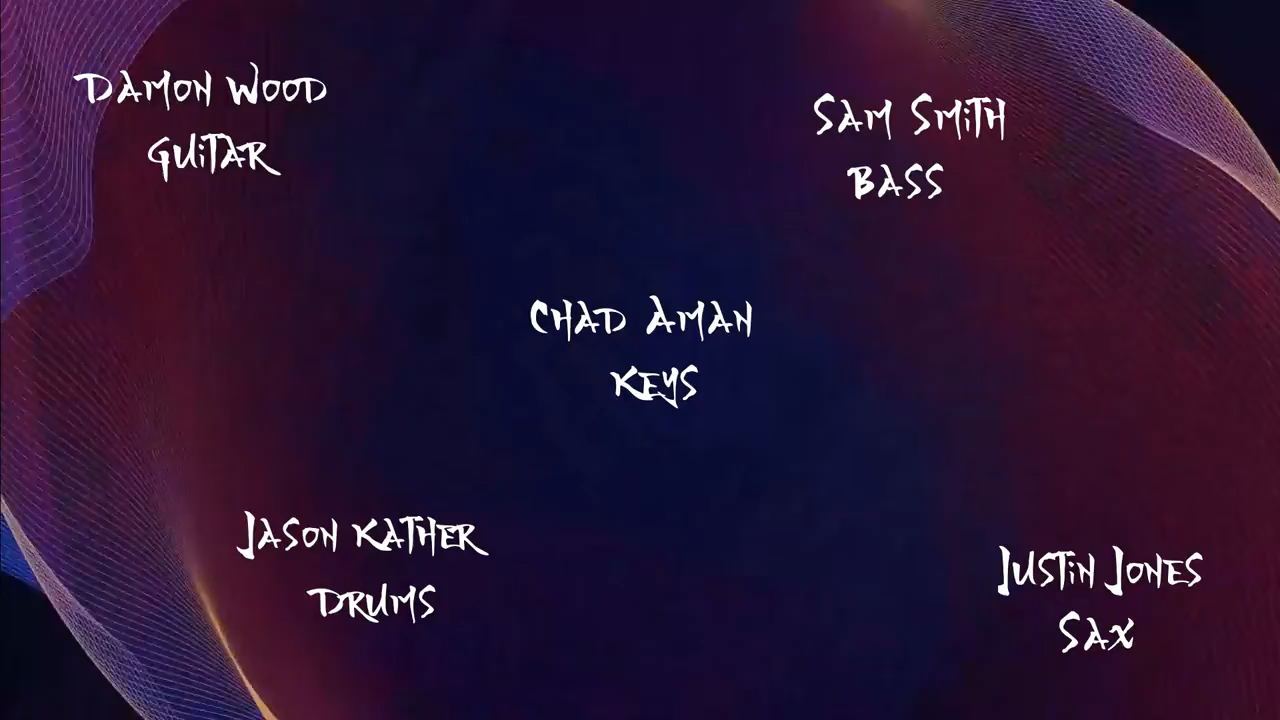 Damon Wood
Guitar
Sam Smith
Bass
Chad Aman
Keys
Jason Kather
Drums
Justin Jones
Sax